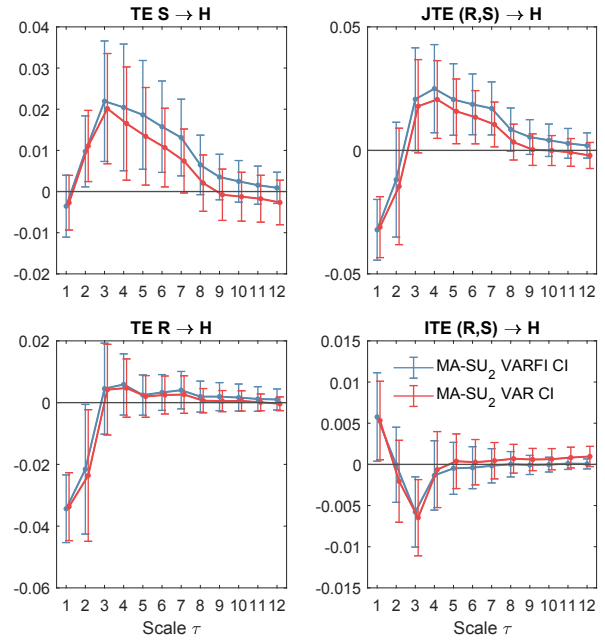 TE S → H
0.04
0.03
0.02
0.01
0
-0.01
-0.02
1 2 3 4 5 6 7 8 9 10 11 12
JTE (R,S) → H
0.05
0
-0.05
1 2 3 4 5 6 7 8 9 10 11 12
TE R → H
0.02
0
-0.02
-0.04
-0.06
1 2 3 4 5 6 7 8 9 10 11 12
Scale τ
ITE (R,S) → H
0.015
0.010
0.005
0
-0.005
-0.010
-0.015
MA-SU₂ VARFI CI
MA-SU₂ VAR CI
1 2 3 4 5 6 7 8 9 10 11 12
Scale τ